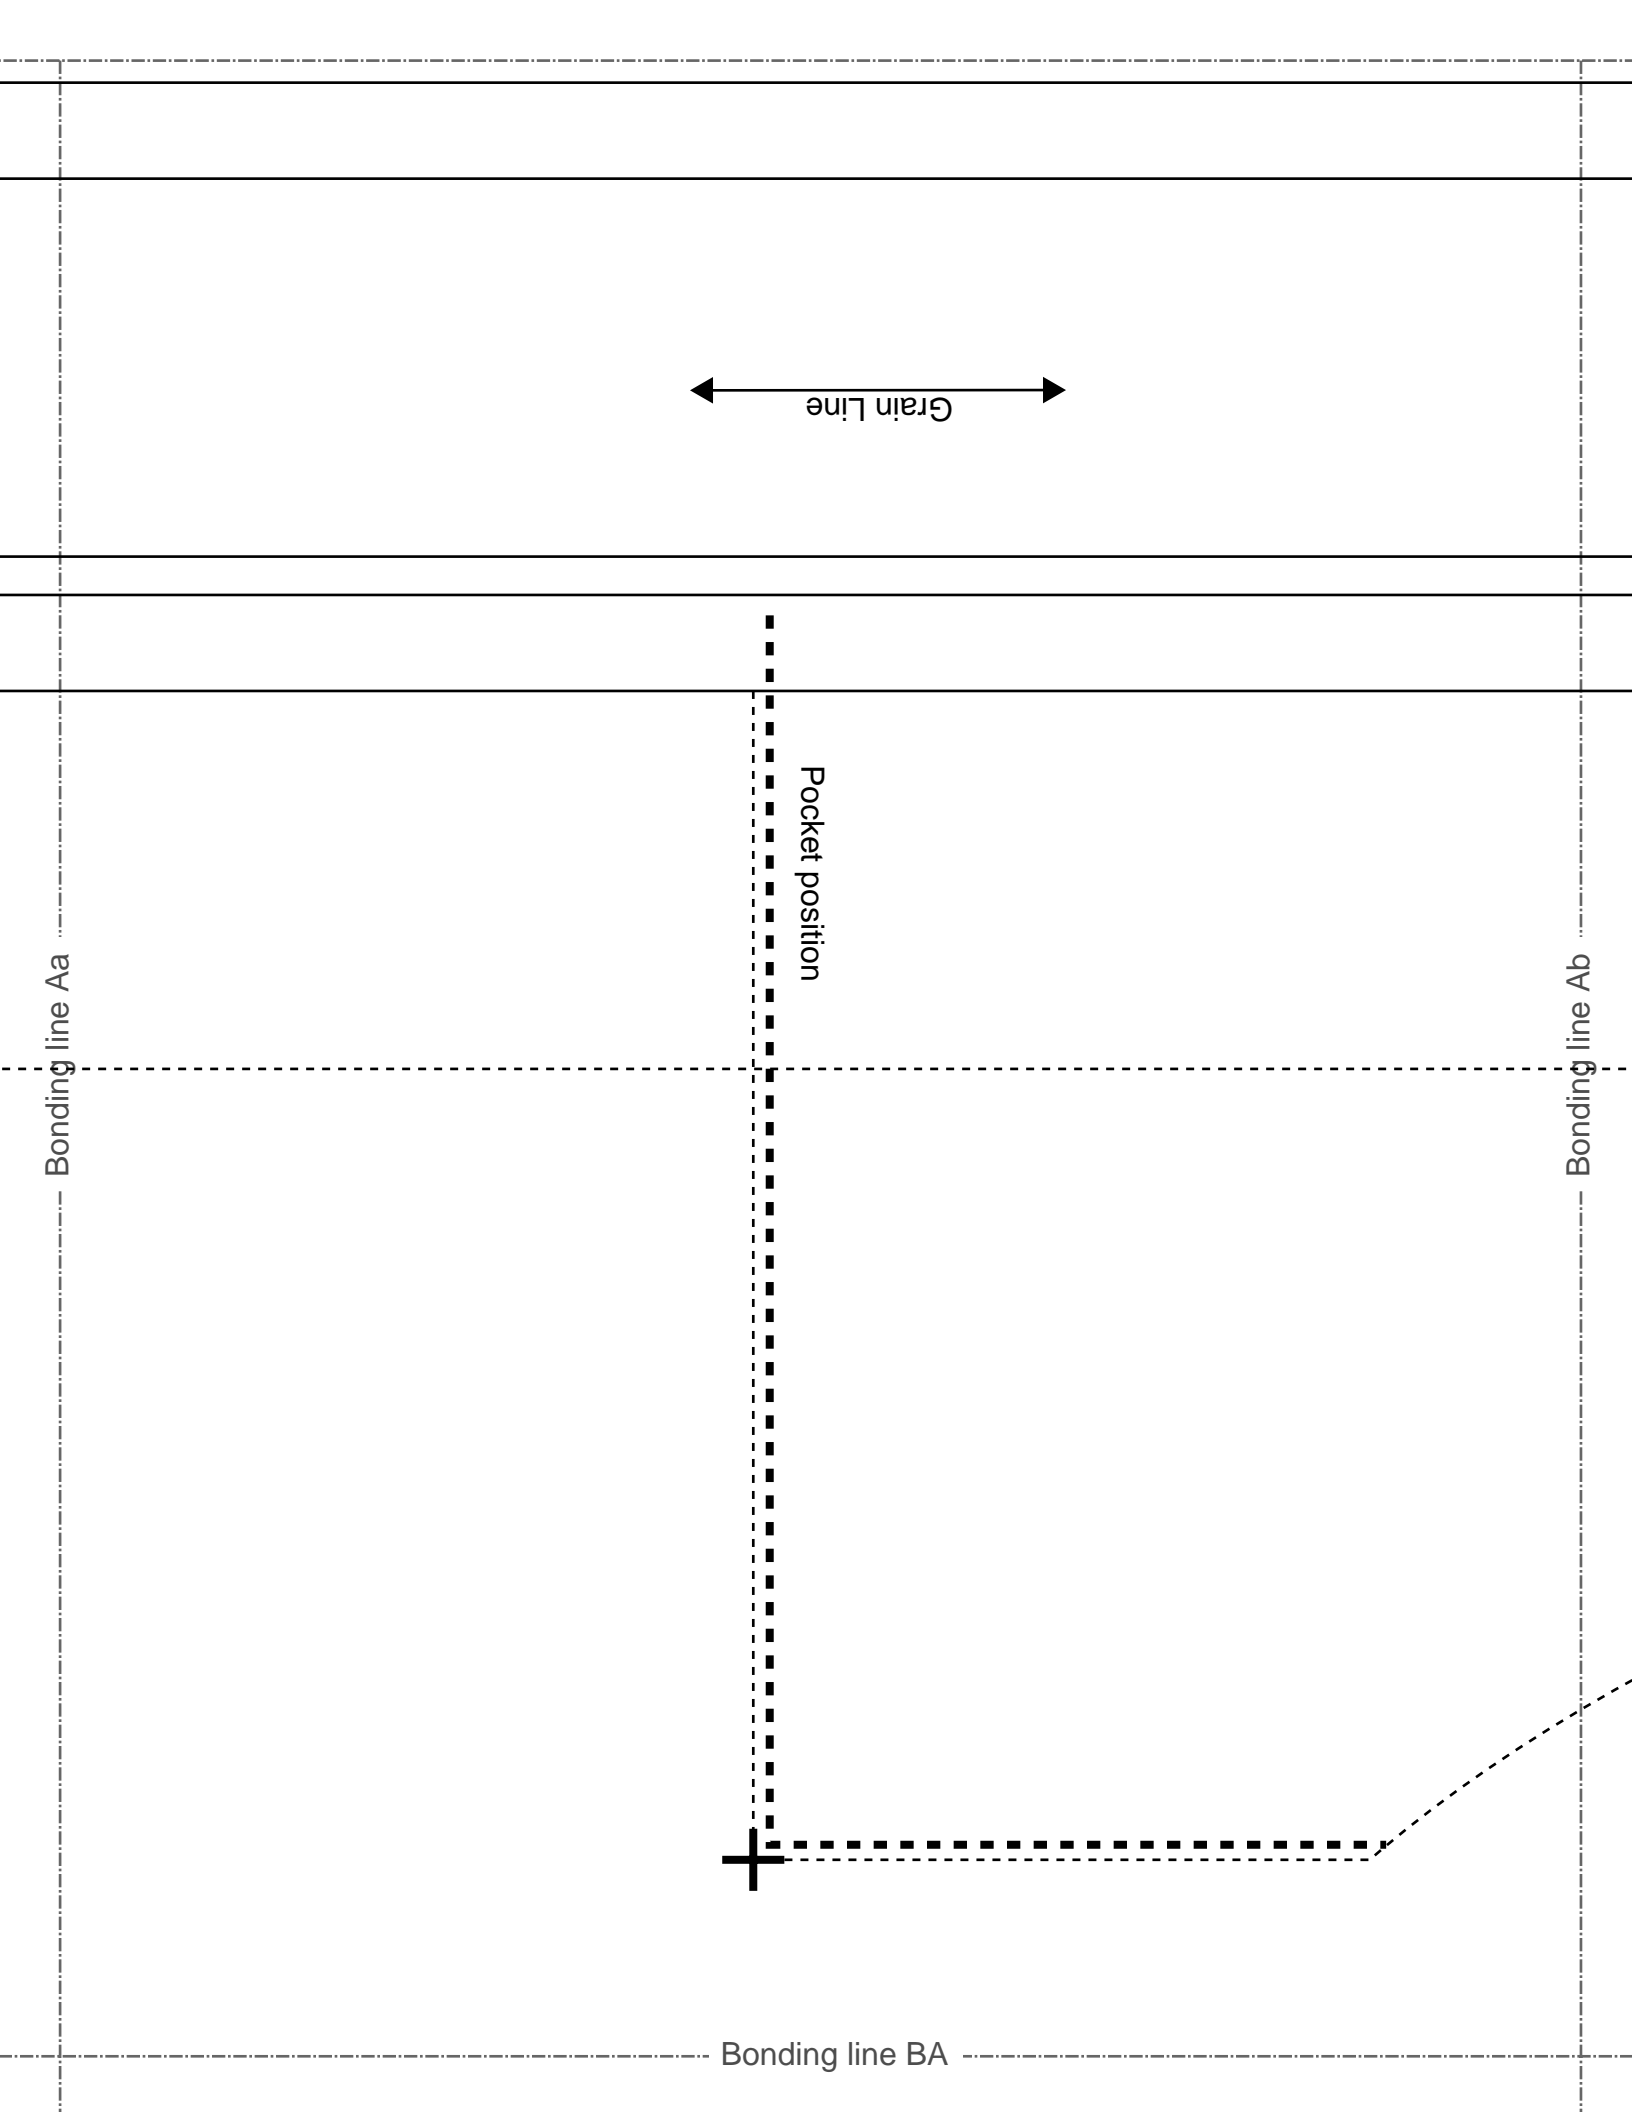 Grain Line
Pocket position
Bonding line Aa
Bonding line Ab
Bonding line BA